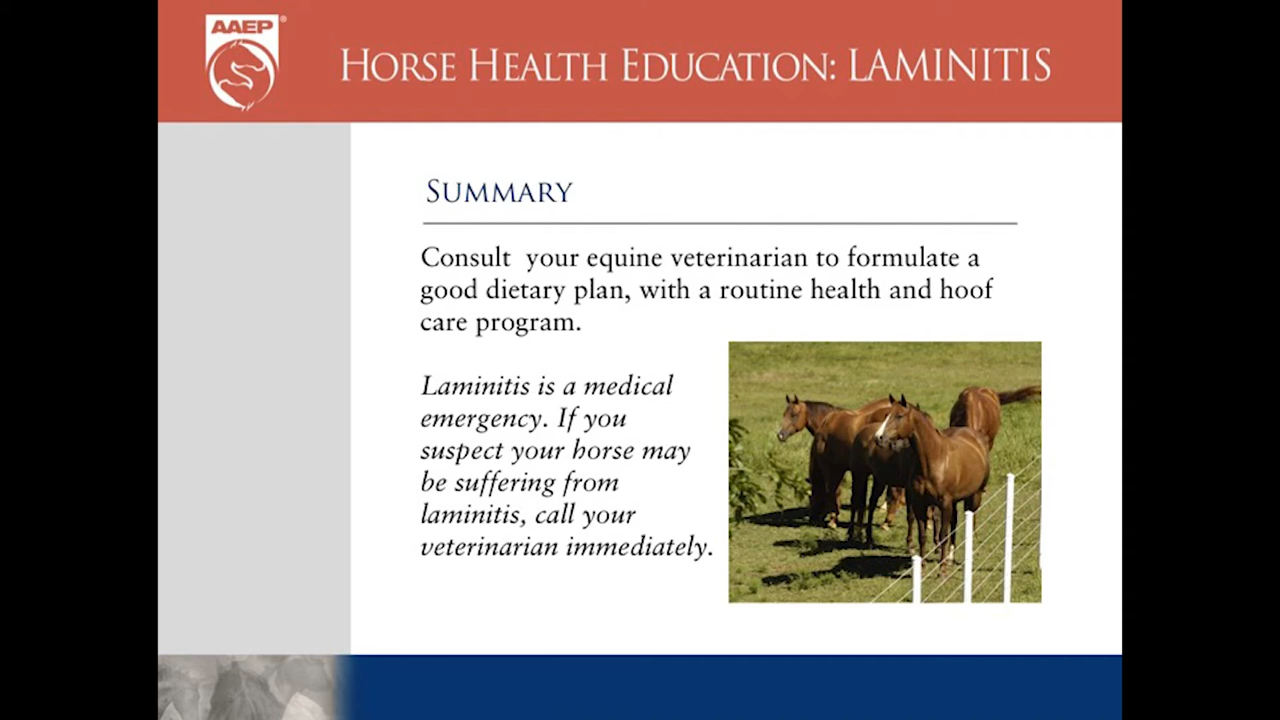 AAEP®
HORSE HEALTH EDUCATION: LAMINITIS
SUMMARY
Consult  your equine veterinarian to formulate a
good dietary plan, with a routine health and hoof
care program.
Laminitis is a medical
emergency. If you
suspect your horse may
be suffering from
laminitis, call your
veterinarian immediately.